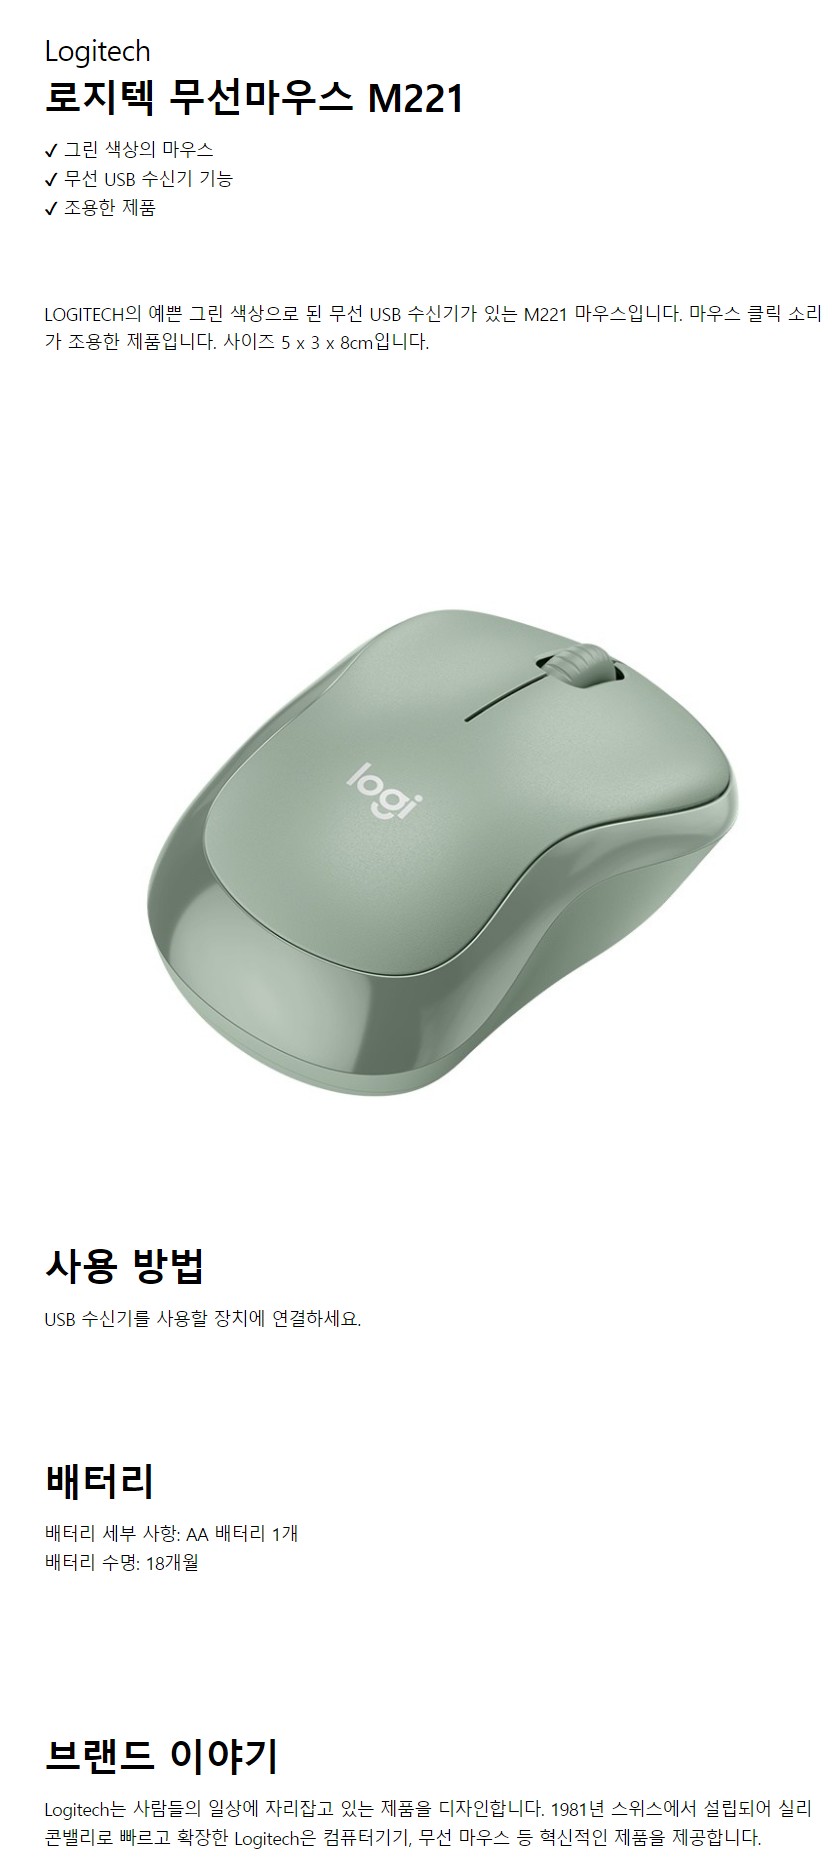 Logitech
로지텍 무선마우스 M221
✓ 그린 색상의 마우스
✓ 무선 USB 수신기 기능
✓ 조용한 제품
LOGITECH의 예쁜 그린 색상으로 된 무선 USB 수신기가 있는 M221 마우스입니다. 마우스 클릭 소리
가 조용한 제품입니다. 사이즈 5 x 3 x 8cm입니다.
logi
사용 방법
USB 수신기를 사용할 장치에 연결하세요.
배터리
배터리 세부 사항: AA 배터리 1개
배터리 수명: 18개월
브랜드 이야기
Logitech는 사람들의 일상에 자리잡고 있는 제품을 디자인합니다. 1981년 스위스에서 설립되어 실리
콘밸리로 빠르고 확장한 Logitech은 컴퓨터기기, 무선 마우스 등 혁신적인 제품을 제공합니다.